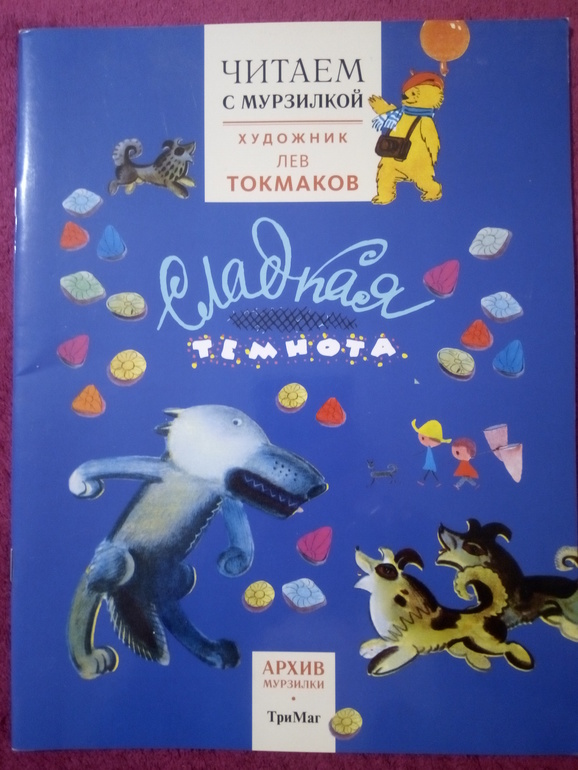 ЧИТАЕМ
С МУРЗИЛКОЙ
ХУДОЖНИК
ЛЕВ
ТОКМАКОВ
Сладкая
ТЕМНОТА
АРХИВ
МУРЗИЛКИ
•
ТриМаг